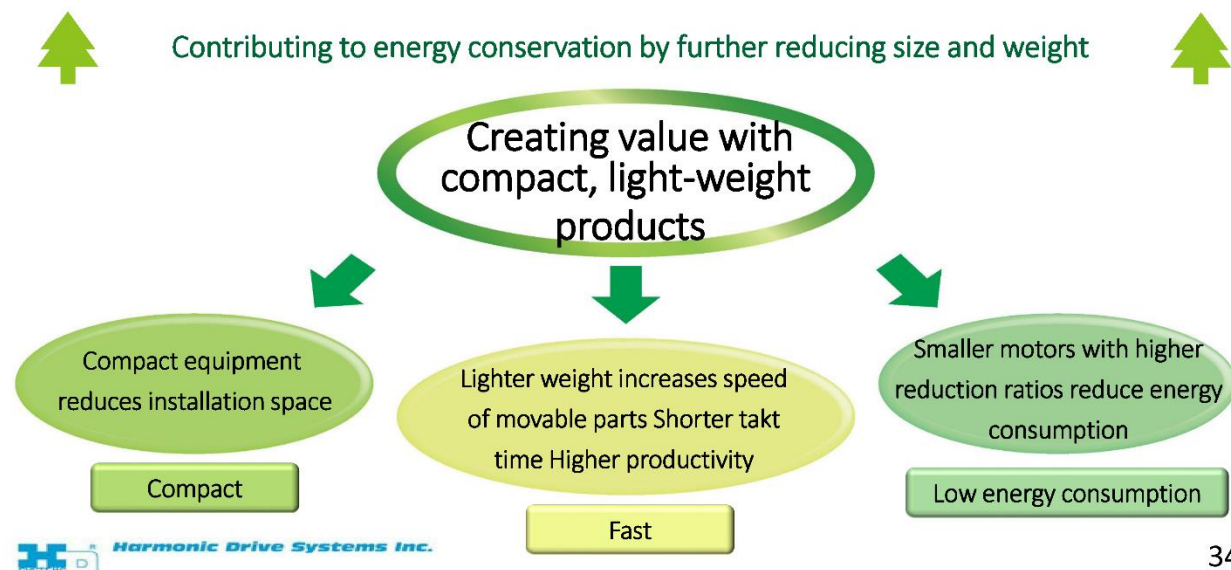 Contributing to energy conservation by further reducing size and weight
Creating value with
compact, light-weight
products
Compact equipment
reduces installation space
Compact
Lighter weight increases speed
of movable parts Shorter takt
time Higher productivity
Fast
Smaller motors with higher
reduction ratios reduce energy
consumption
Low energy consumption
HD®
Harmonic Drive Systems Inc.
34